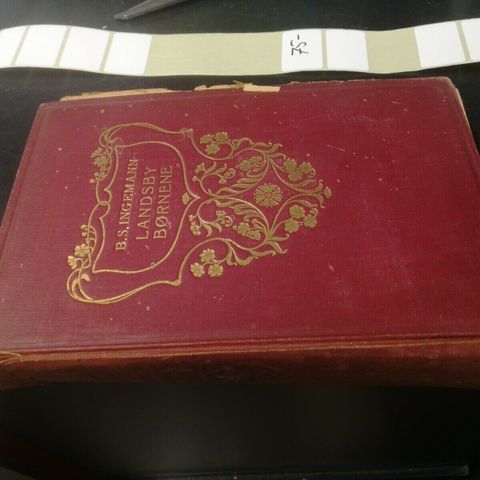 75-
B.S. INGEMANN
LANDSBY
BØRNENE